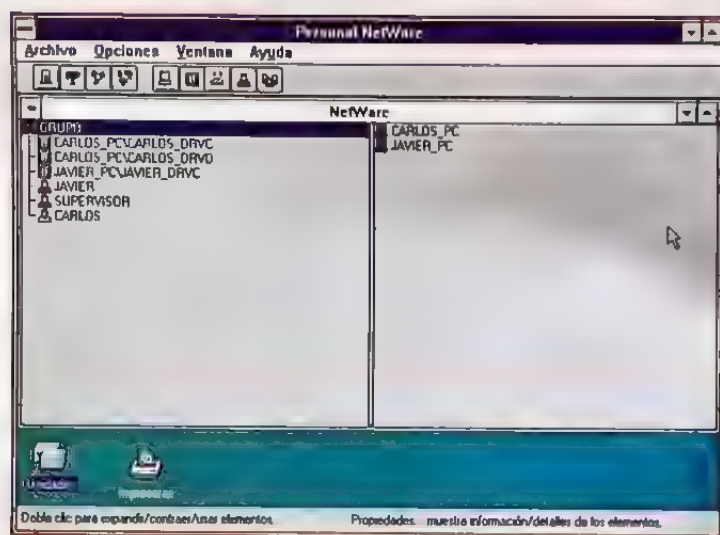 Personal NetWare
Archivo Opciones Ventana Ayuda
NetWare
GRUPO
CARLOS_PC\CARLOS_DRVC
CARLOS_PC\CARLOS_DRVD
JAVIER_PC\JAVIER_DRVC
JAVIER
SUPERVISOR
CARLOS
CARLOS_PC
JAVIER_PC
Doble clic para expandir/contraer/usar elementos.
Propiedades muestra información/detalles de los elementos.